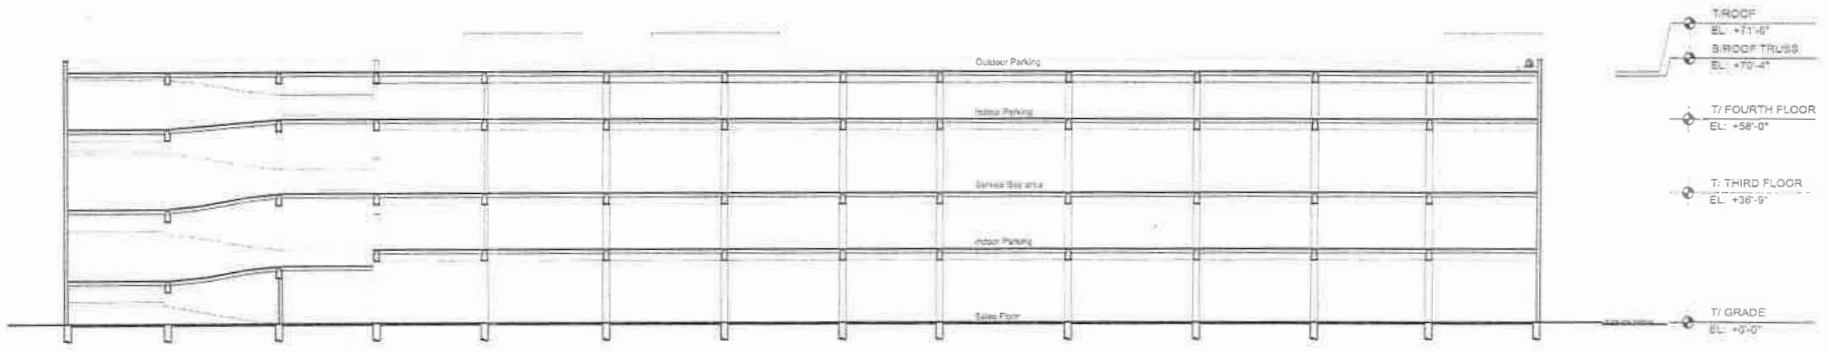 T/ROOF
EL: +71'-6"
B/ROOF TRUSS
EL: +70'-4"
Outdoor Parking
T/ FOURTH FLOOR
EL: +58'-0"
Indoor Parking
T/ THIRD FLOOR
EL: +36'-9"
Service Bay area
Indoor Parking
T/ GRADE
EL: +0'-0"
Sales Floor